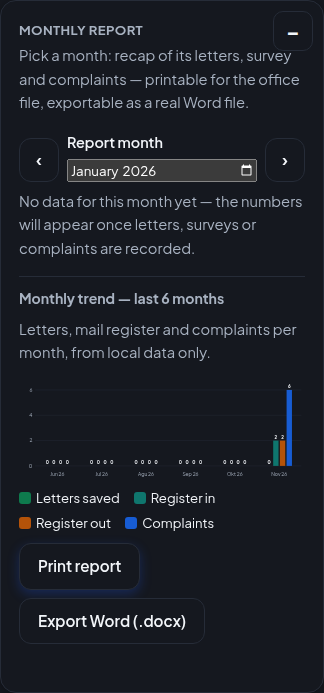 MONTHLY REPORT
–
Pick a month: recap of its letters, survey
and complaints — printable for the office
file, exportable as a real Word file.
Report month
‹
January 2026
›
No data for this month yet — the numbers
will appear once letters, surveys or
complaints are recorded.
Monthly trend — last 6 months
Letters, mail register and complaints per
month, from local data only.
6
4
2
0
0 0 0 0 0 0 0 0 0 0 0 0 0 0 0 0 0 0 0 0 0 2 2 6
Jun 26 Jul 26 Agu 26 Sep 26 Okt 26 Nov 26
Letters saved Register in
Register out Complaints
Print report
Export Word (.docx)